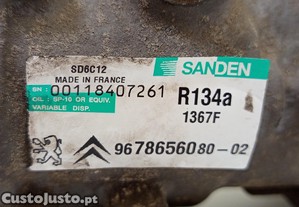 SD6C12
MADE IN FRANCE
SANDEN
SN: 00118407261
OIL: SP-10 OR EQUIV.
VARIABLE DISP.
R134a
1367F
9678656080-02
CustoJusto.pt